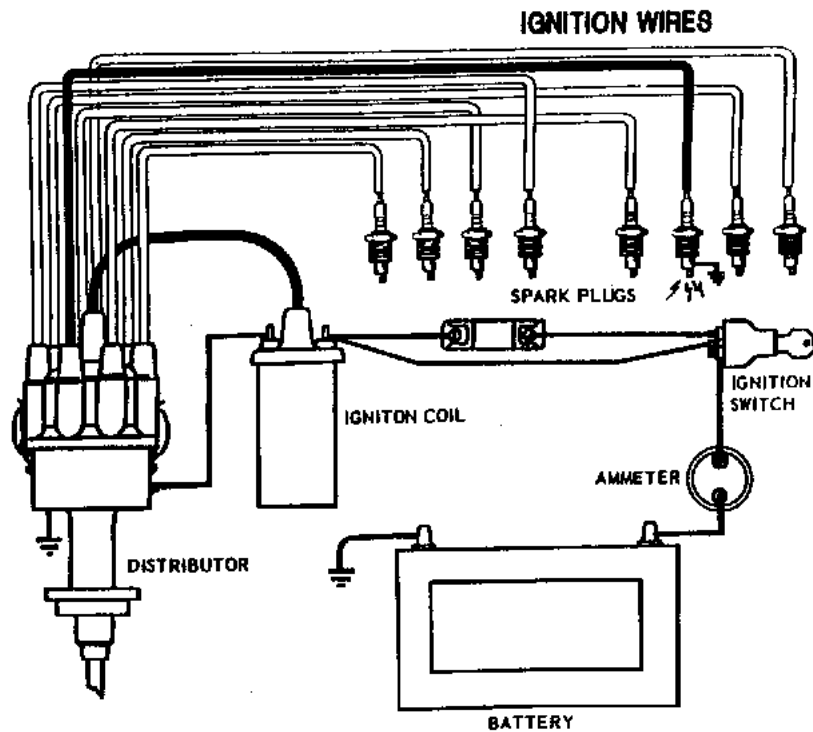 IGNITION WIRES
SPARK PLUGS
IGNITON COIL
IGNITION
SWITCH
AMMETER
DISTRIBUTOR
BATTERY